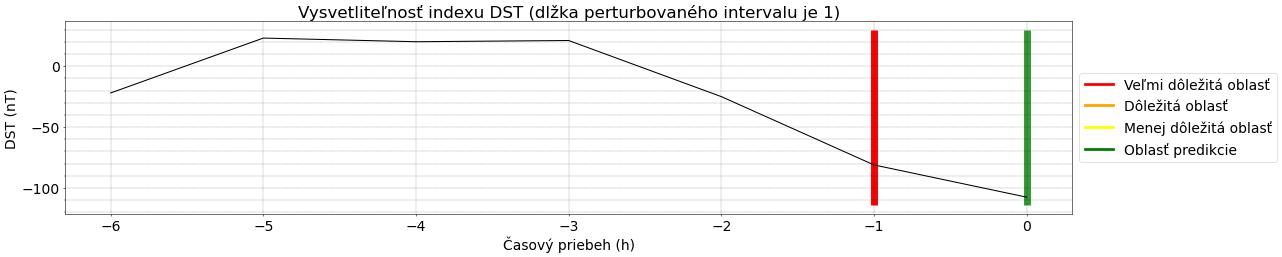 Vysvetliteľnosť indexu DST (dlžka perturbovaného intervalu je 1)
DST (nT)
0
−50
−100
−6 −5 −4 −3 −2 −1 0
Časový priebeh (h)
Veľmi dôležitá oblasť
Dôležitá oblasť
Menej dôležitá oblasť
Oblasť predikcie